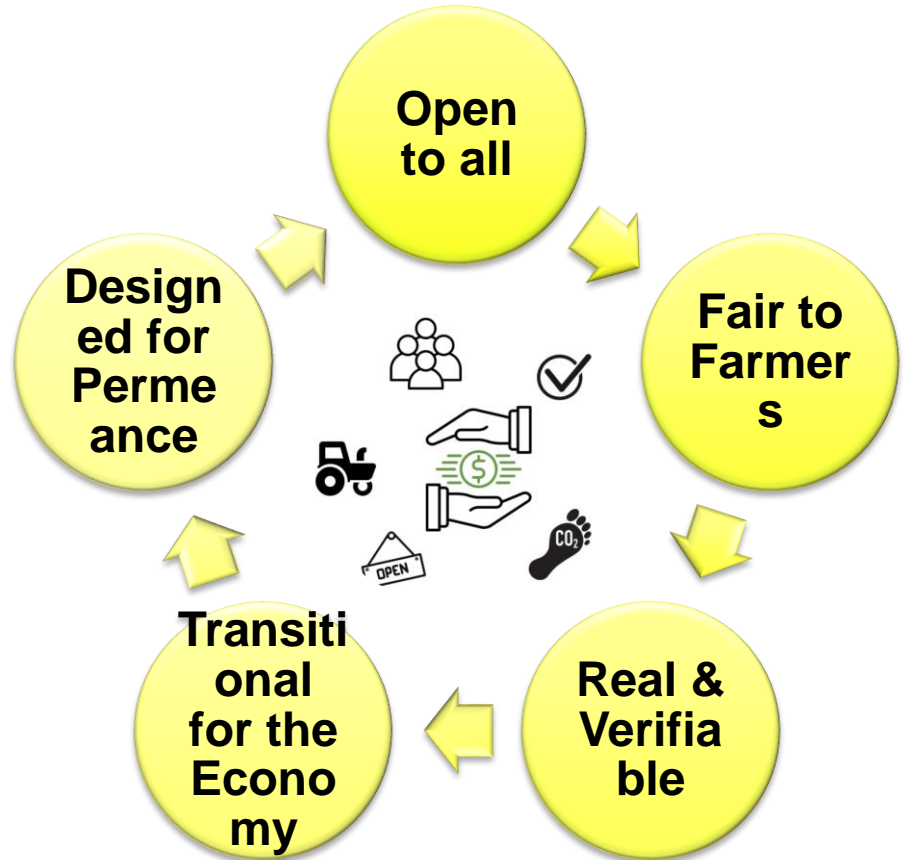 Open
to all
Fair to
Farmer
s
Real &
Verifia
ble
Transiti
onal
for the
Econo
my
Design
ed for
Perme
ance
$
CO₂
OPEN